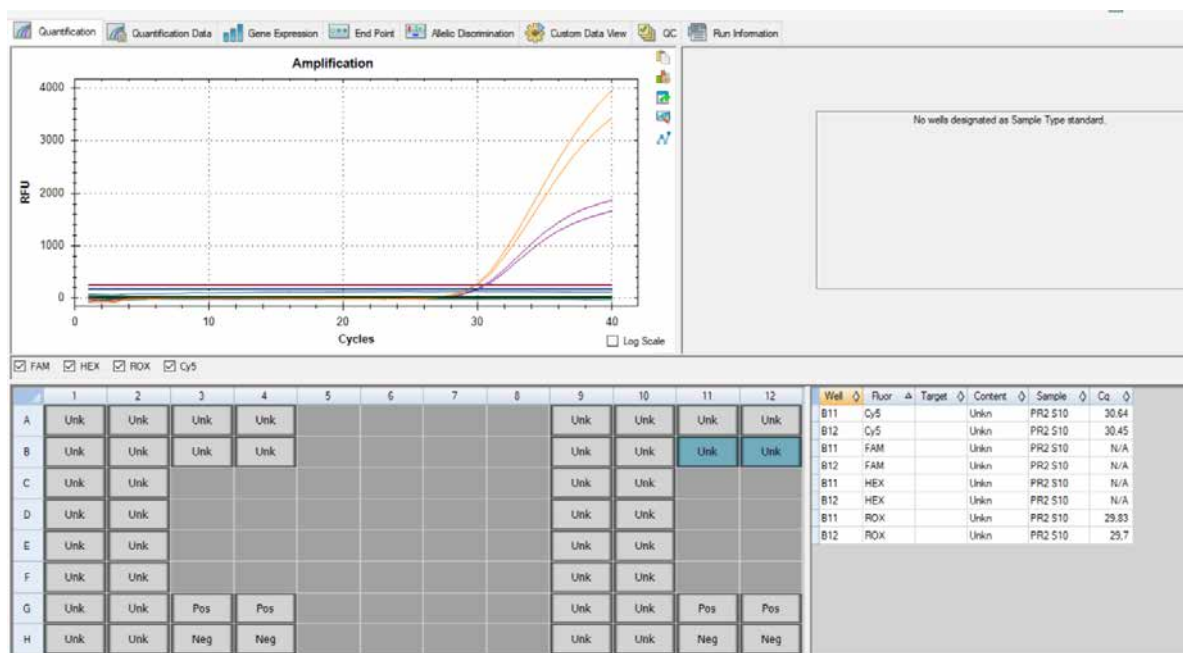 Quantification Quantification Data Gene Expression End Point Allelic Discrimination Custom Data View QC Run Information
Amplification
4000
3000
2000
1000
0
RFU
0 10 20 30 40
Cycles
Log Scale
No wells designated as Sample Type standard.
FAM HEX ROX Cy5
1 2 3 4 5 6 7 8 9 10 11 12
A Unk Unk Unk Unk Unk Unk Unk Unk
B Unk Unk Unk Unk Unk Unk Unk Unk
C Unk Unk Unk Unk
D Unk Unk Unk Unk
E Unk Unk Unk Unk
F Unk Unk Unk Unk
G Unk Unk Pos Pos Unk Unk Pos Pos
H Unk Unk Neg Neg Unk Unk Neg Neg
Well Fluor Target Content Sample Cq
B11 Cy5 Unkn PR2 S10 30.64
B12 Cy5 Unkn PR2 S10 30.45
B11 FAM Unkn PR2 S10 N/A
B12 FAM Unkn PR2 S10 N/A
B11 HEX Unkn PR2 S10 N/A
B12 HEX Unkn PR2 S10 N/A
B11 ROX Unkn PR2 S10 29,83
B12 ROX Unkn PR2 S10 29,7